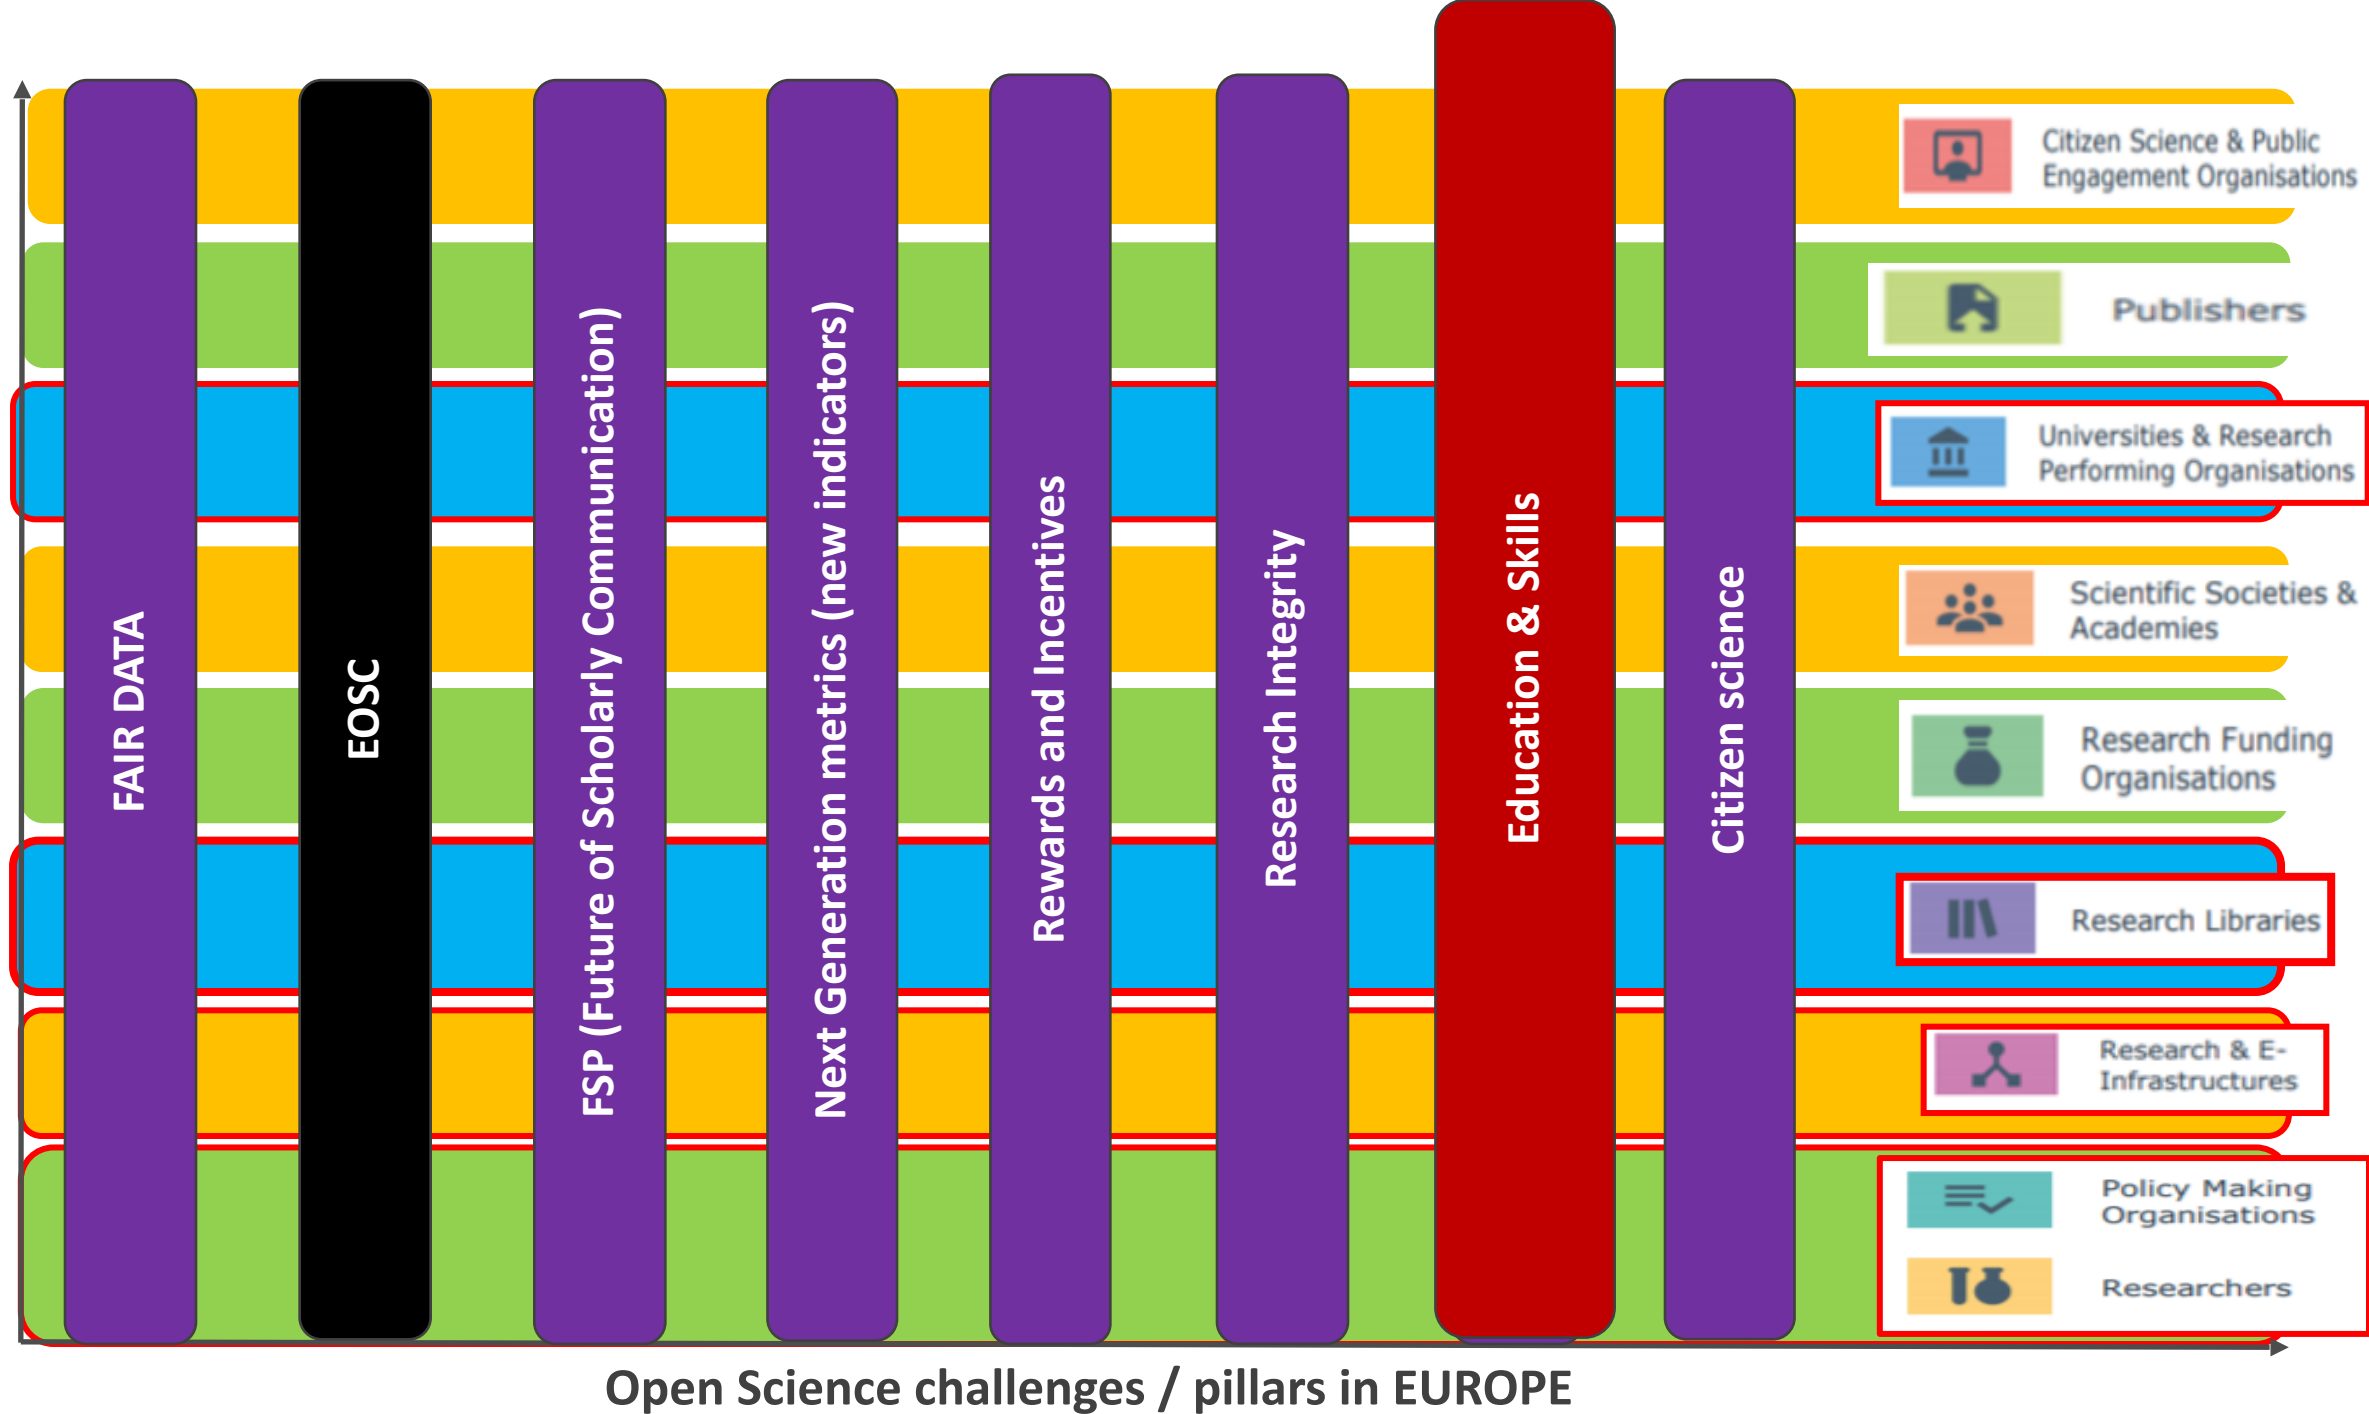 FAIR DATA
EOSC
FSP (Future of Scholarly Communication)
Next Generation metrics (new indicators)
Rewards and Incentives
Research Integrity
Education & Skills
Citizen science
Citizen Science & Public
Engagement Organisations
Publishers
Universities & Research
Performing Organisations
Scientific Societies &
Academies
Research Funding
Organisations
Research Libraries
Research & E-
Infrastructures
Policy Making
Organisations
Researchers
Open Science challenges / pillars in EUROPE